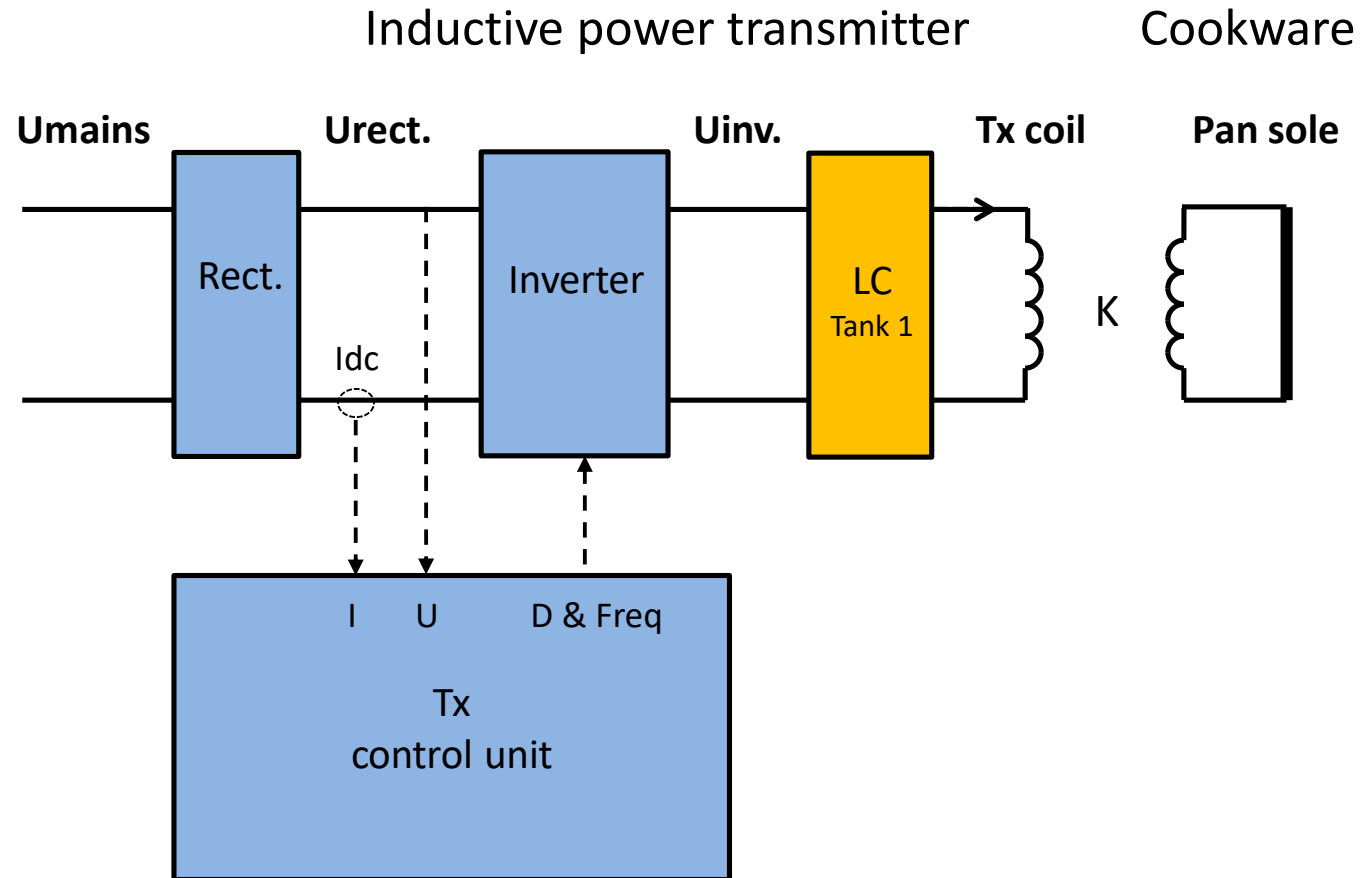 Inductive power transmitter
Cookware
Umains
Urect.
Uinv.
Tx coil
Pan sole
Rect.
Inverter
LC
Tank 1
K
Idc
I
U
D & Freq
Tx
control unit